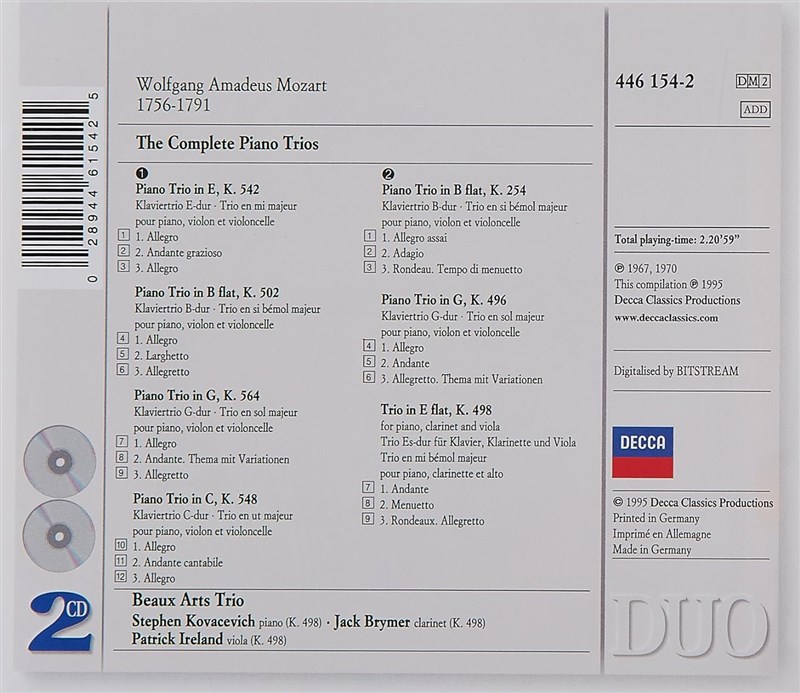 Wolfgang Amadeus Mozart
1756-1791
The Complete Piano Trios
1
Piano Trio in E, K. 542
Klaviertrio E-dur · Trio en mi majeur
pour piano, violon et violoncelle
1 1. Allegro
2 2. Andante grazioso
3 3. Allegro
Piano Trio in B flat, K. 502
Klaviertrio B-dur · Trio en si bémol majeur
pour piano, violon et violoncelle
4 1. Allegro
5 2. Larghetto
6 3. Allegretto
Piano Trio in G, K. 564
Klaviertrio G-dur · Trio en sol majeur
pour piano, violon et violoncelle
7 1. Allegro
8 2. Andante. Thema mit Variationen
9 3. Allegretto
Piano Trio in C, K. 548
Klaviertrio C-dur · Trio en ut majeur
pour piano, violon et violoncelle
10 1. Allegro
11 2. Andante cantabile
12 3. Allegro
2
Piano Trio in B flat, K. 254
Klaviertrio B-dur · Trio en si bémol majeur
pour piano, violon et violoncelle
1 1. Allegro assai
2 2. Adagio
3 3. Rondeau. Tempo di menuetto
Piano Trio in G, K. 496
Klaviertrio G-dur · Trio en sol majeur
pour piano, violon et violoncelle
4 1. Allegro
5 2. Andante
6 3. Allegretto. Thema mit Variationen
Trio in E flat, K. 498
for piano, clarinet and viola
Trio Es-dur für Klavier, Klarinette und Viola
Trio en mi bémol majeur
pour piano, clarinette et alto
7 1. Andante
8 2. Menuetto
9 3. Rondeaux. Allegretto
Beaux Arts Trio
Stephen Kovacevich piano (K. 498) · Jack Brymer clarinet (K. 498)
Patrick Ireland viola (K. 498)
446 154-2 DM2
ADD
Total playing-time: 2.20'59"
℗ 1967, 1970
This compilation ℗ 1995
Decca Classics Productions
www.deccaclassics.com
Digitalised by BITSTREAM
DECCA
© 1995 Decca Classics Productions
Printed in Germany
Imprimé en Allemagne
Made in Germany
DUO
0 28944 61542 5
2 CD